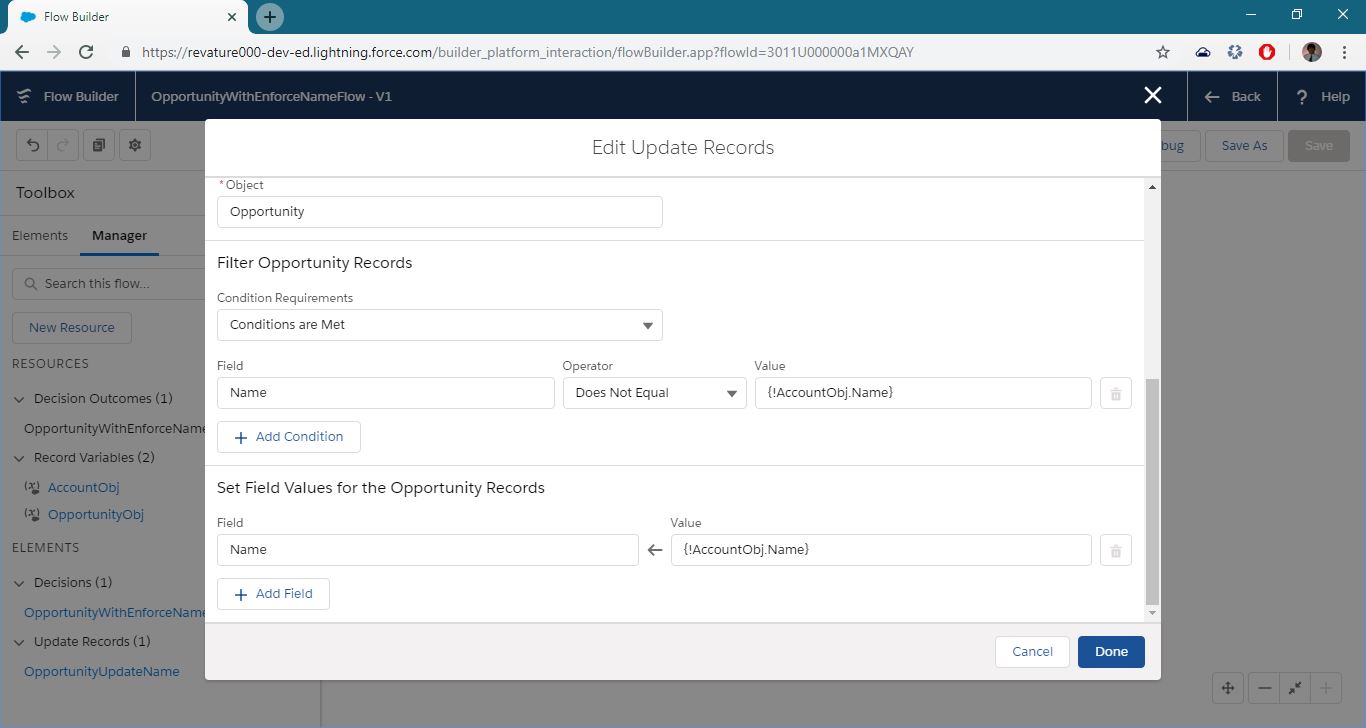 Flow Builder
https://revature000-dev-ed.lightning.force.com/builder_platform_interaction/flowBuilder.app?flowId=3011U000000a1MXQAY
Flow Builder OpportunityWithEnforceNameFlow - V1 Back ? Help
bug Save As Save
Edit Update Records
Toolbox
Elements Manager
Search this flow...
New Resource
RESOURCES
Decision Outcomes (1)
OpportunityWithEnforceName
Record Variables (2)
AccountObj
OpportunityObj
ELEMENTS
Decisions (1)
OpportunityWithEnforceName
Update Records (1)
OpportunityUpdateName
* Object
Opportunity
Filter Opportunity Records
Condition Requirements
Conditions are Met
Field Operator Value
Name Does Not Equal {!AccountObj.Name}
+ Add Condition
Set Field Values for the Opportunity Records
Field Value
Name ← {!AccountObj.Name}
+ Add Field
Cancel Done